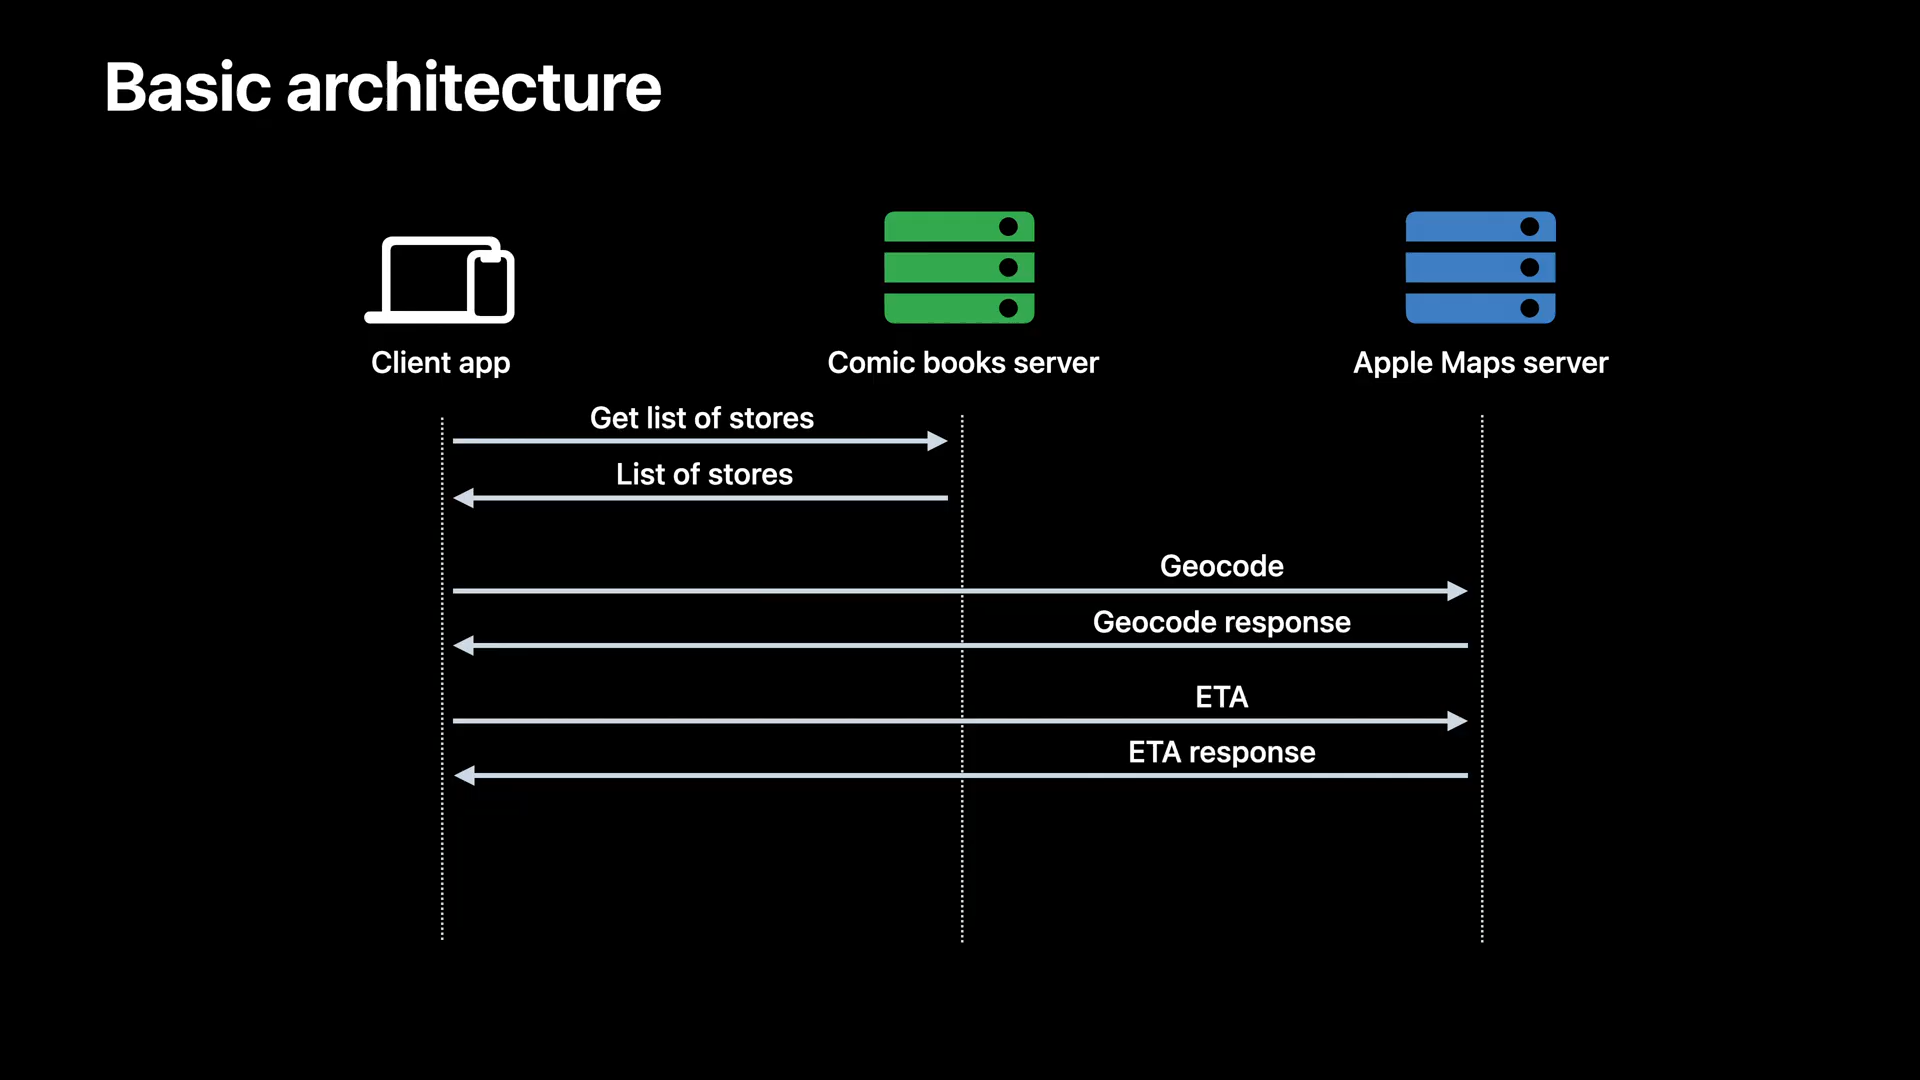 Basic architecture
Client app
Comic books server
Apple Maps server
Get list of stores
List of stores
Geocode
Geocode response
ETA
ETA response